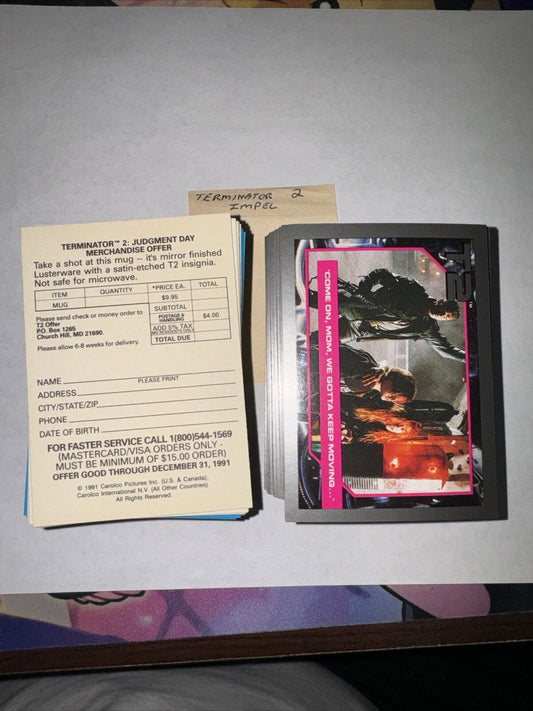 TERMINATOR 2
IMPEL
TERMINATOR™ 2: JUDGMENT DAY
MERCHANDISE OFFER
Take a shot at this mug -- it's mirror finished
Lusterware with a satin-etched T2 insignia.
Not safe for microwave.
ITEM QUANTITY *PRICE EA. TOTAL
MUG $9.95
Please send check or money order to
T2 Offer
P.O. Box 1285
Church Hill, MD 21690.
Please allow 6-8 weeks for delivery.
SUBTOTAL
POSTAGE &
HANDLING $4.00
ADD 5% TAX
MD RESIDENTS ONLY
TOTAL DUE
NAME
PLEASE PRINT
ADDRESS
CITY/STATE/ZIP
PHONE
DATE OF BIRTH
FOR FASTER SERVICE CALL 1(800)544-1569
(MASTERCARD/VISA ORDERS ONLY -
MUST BE MINIMUM OF $15.00 ORDER)
OFFER GOOD THROUGH DECEMBER 31, 1991
© 1991 Carolco Pictures Inc. (U.S. & Canada).
Carolco International N.V. (All Other Countries).
All Rights Reserved.
T2™
"COME ON, MOM, WE GOTTA KEEP MOVING..."